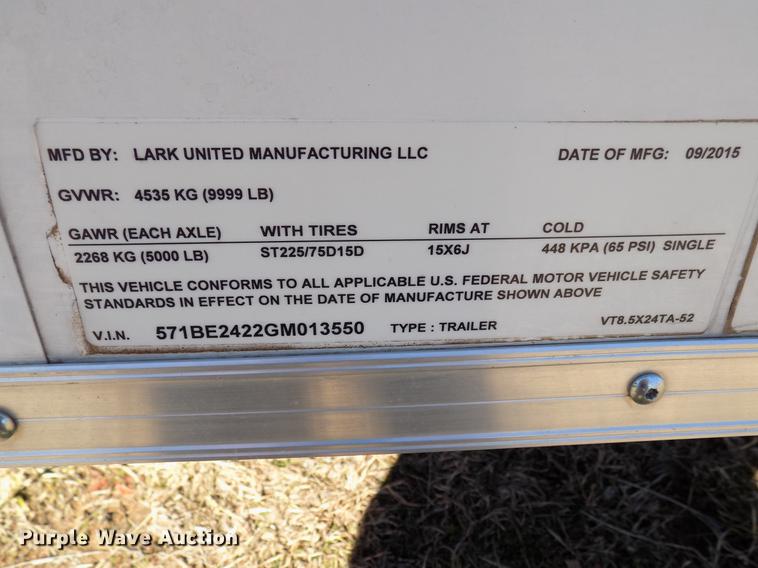 MFD BY: LARK UNITED MANUFACTURING LLC DATE OF MFG: 09/2015
GVWR: 4535 KG (9999 LB)
GAWR (EACH AXLE) WITH TIRES RIMS AT COLD
2268 KG (5000 LB) ST225/75D15D 15X6J 448 KPA (65 PSI) SINGLE
THIS VEHICLE CONFORMS TO ALL APPLICABLE U.S. FEDERAL MOTOR VEHICLE SAFETY
STANDARDS IN EFFECT ON THE DATE OF MANUFACTURE SHOWN ABOVE
V.I.N. 571BE2422GM013550 TYPE : TRAILER VT8.5X24TA-52
Purple Wave Auction